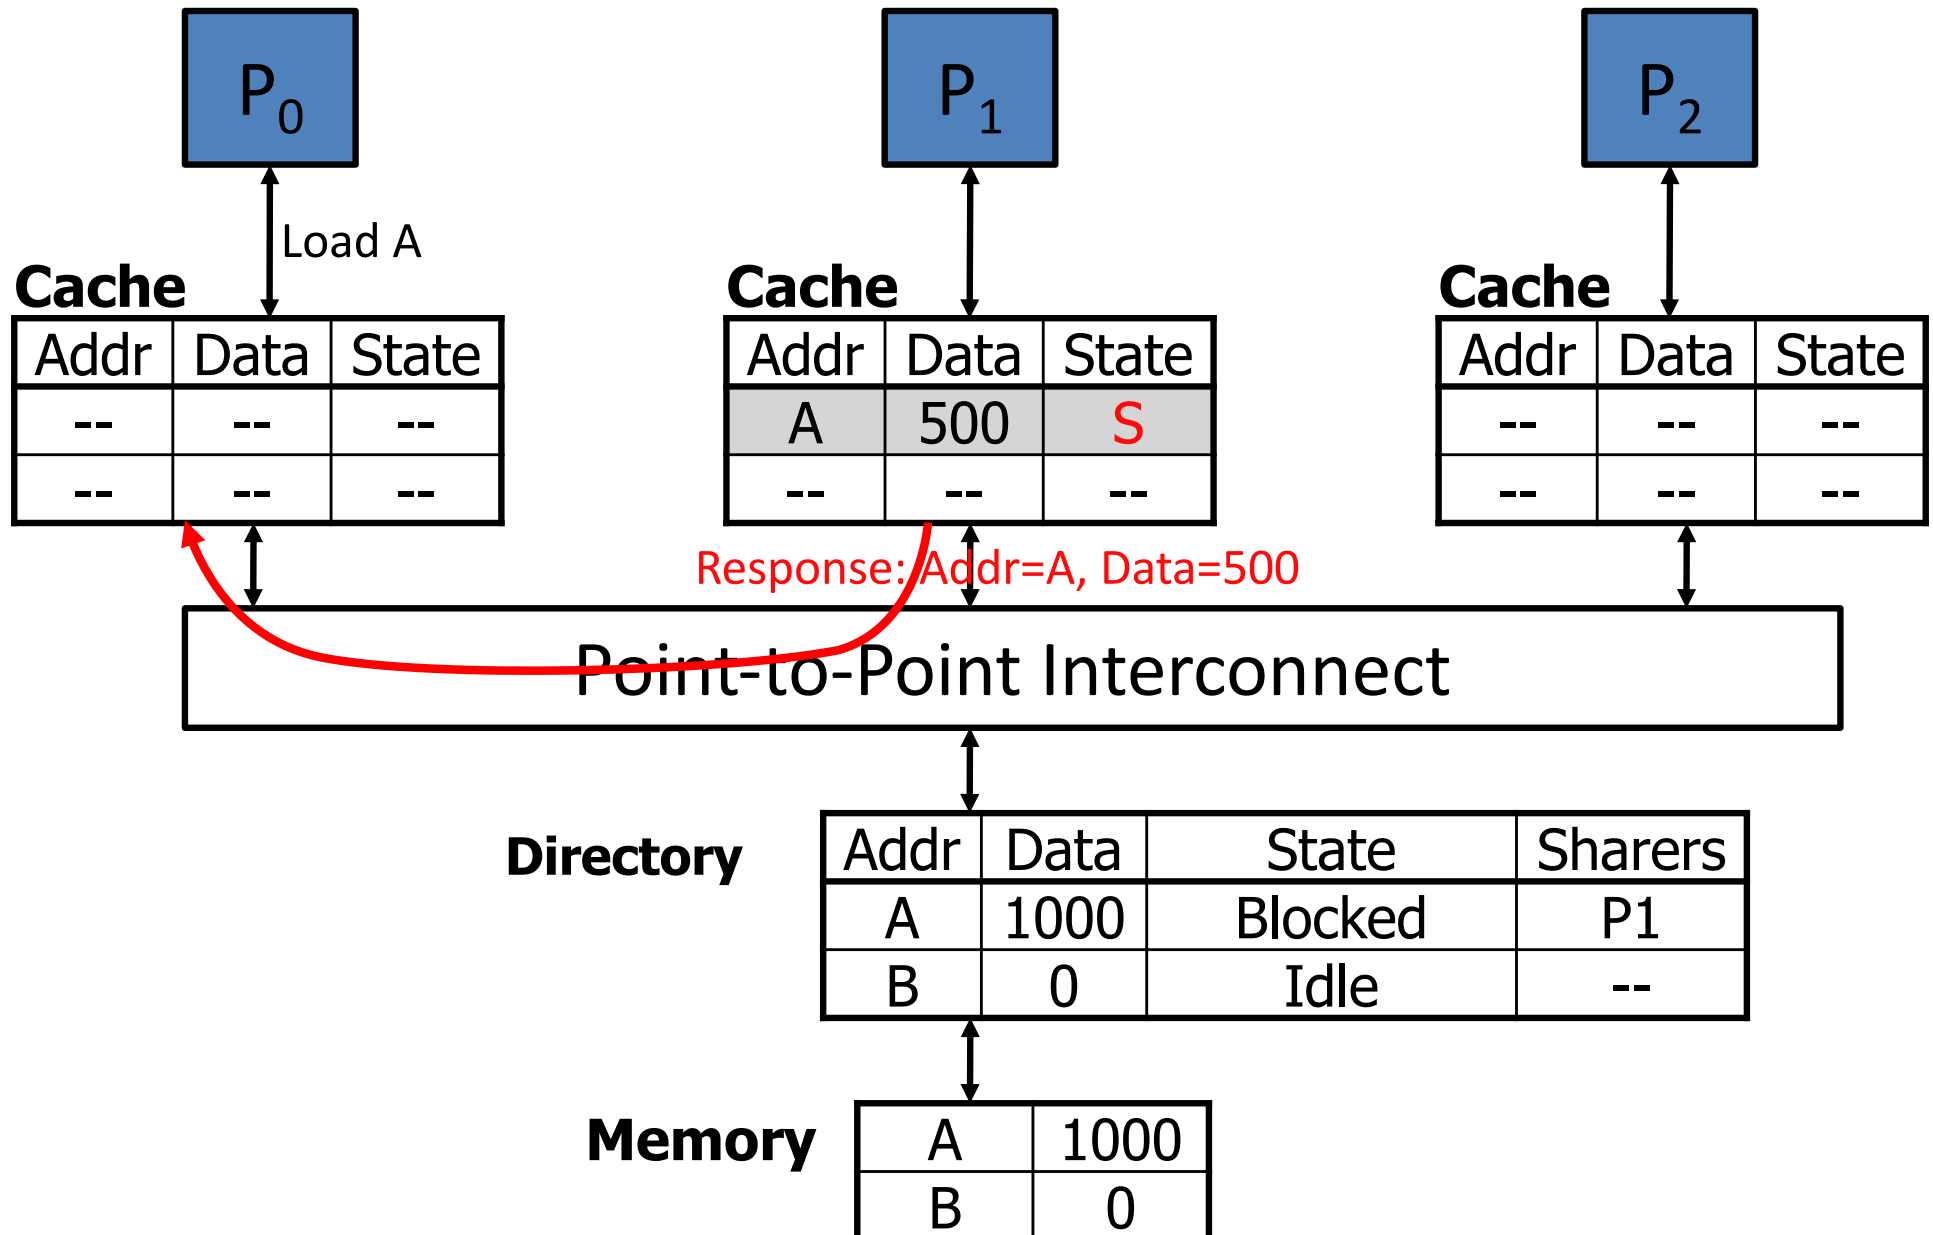 P0 P1 P2
Load A
Cache Cache Cache
Addr Data State Addr Data State Addr Data State
-- -- -- A 500 S -- -- --
-- -- -- -- -- -- -- -- --
Response: Addr=A, Data=500
Point-to-Point Interconnect
Directory Addr Data State Sharers
A 1000 Blocked P1
B 0 Idle --
Memory A 1000
B 0